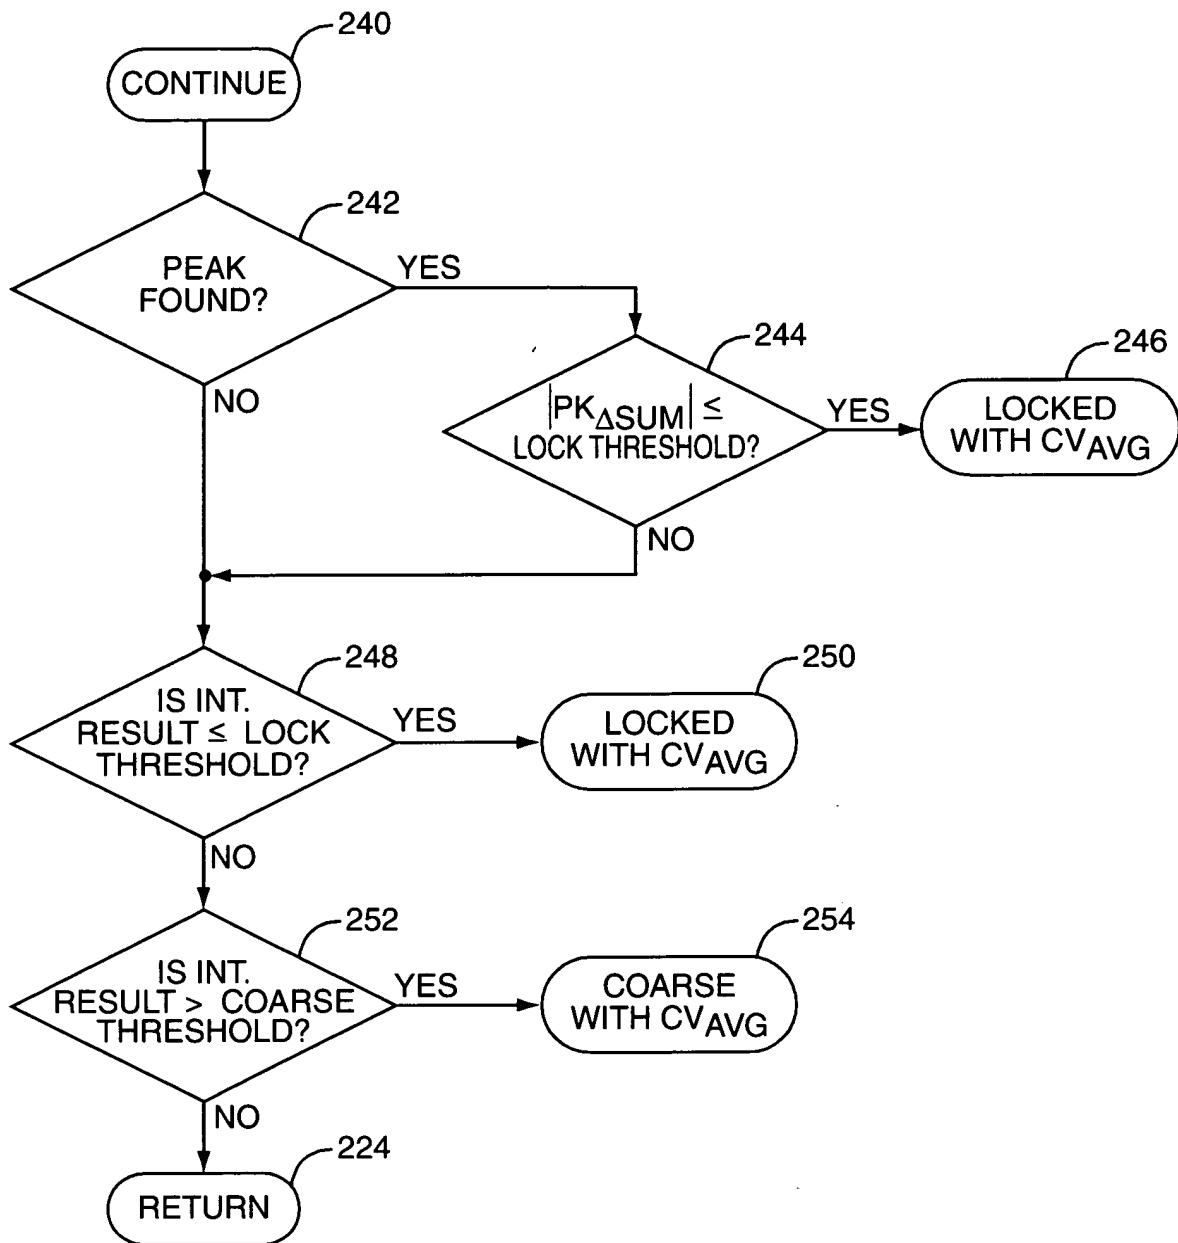 240
CONTINUE
242
PEAK
FOUND?
YES
NO
244
|PK∆SUM| ≤
LOCK THRESHOLD?
YES
NO
246
LOCKED
WITH CVAVG
248
IS INT.
RESULT ≤ LOCK
THRESHOLD?
YES
NO
250
LOCKED
WITH CVAVG
252
IS INT.
RESULT > COARSE
THRESHOLD?
YES
NO
254
COARSE
WITH CVAVG
224
RETURN